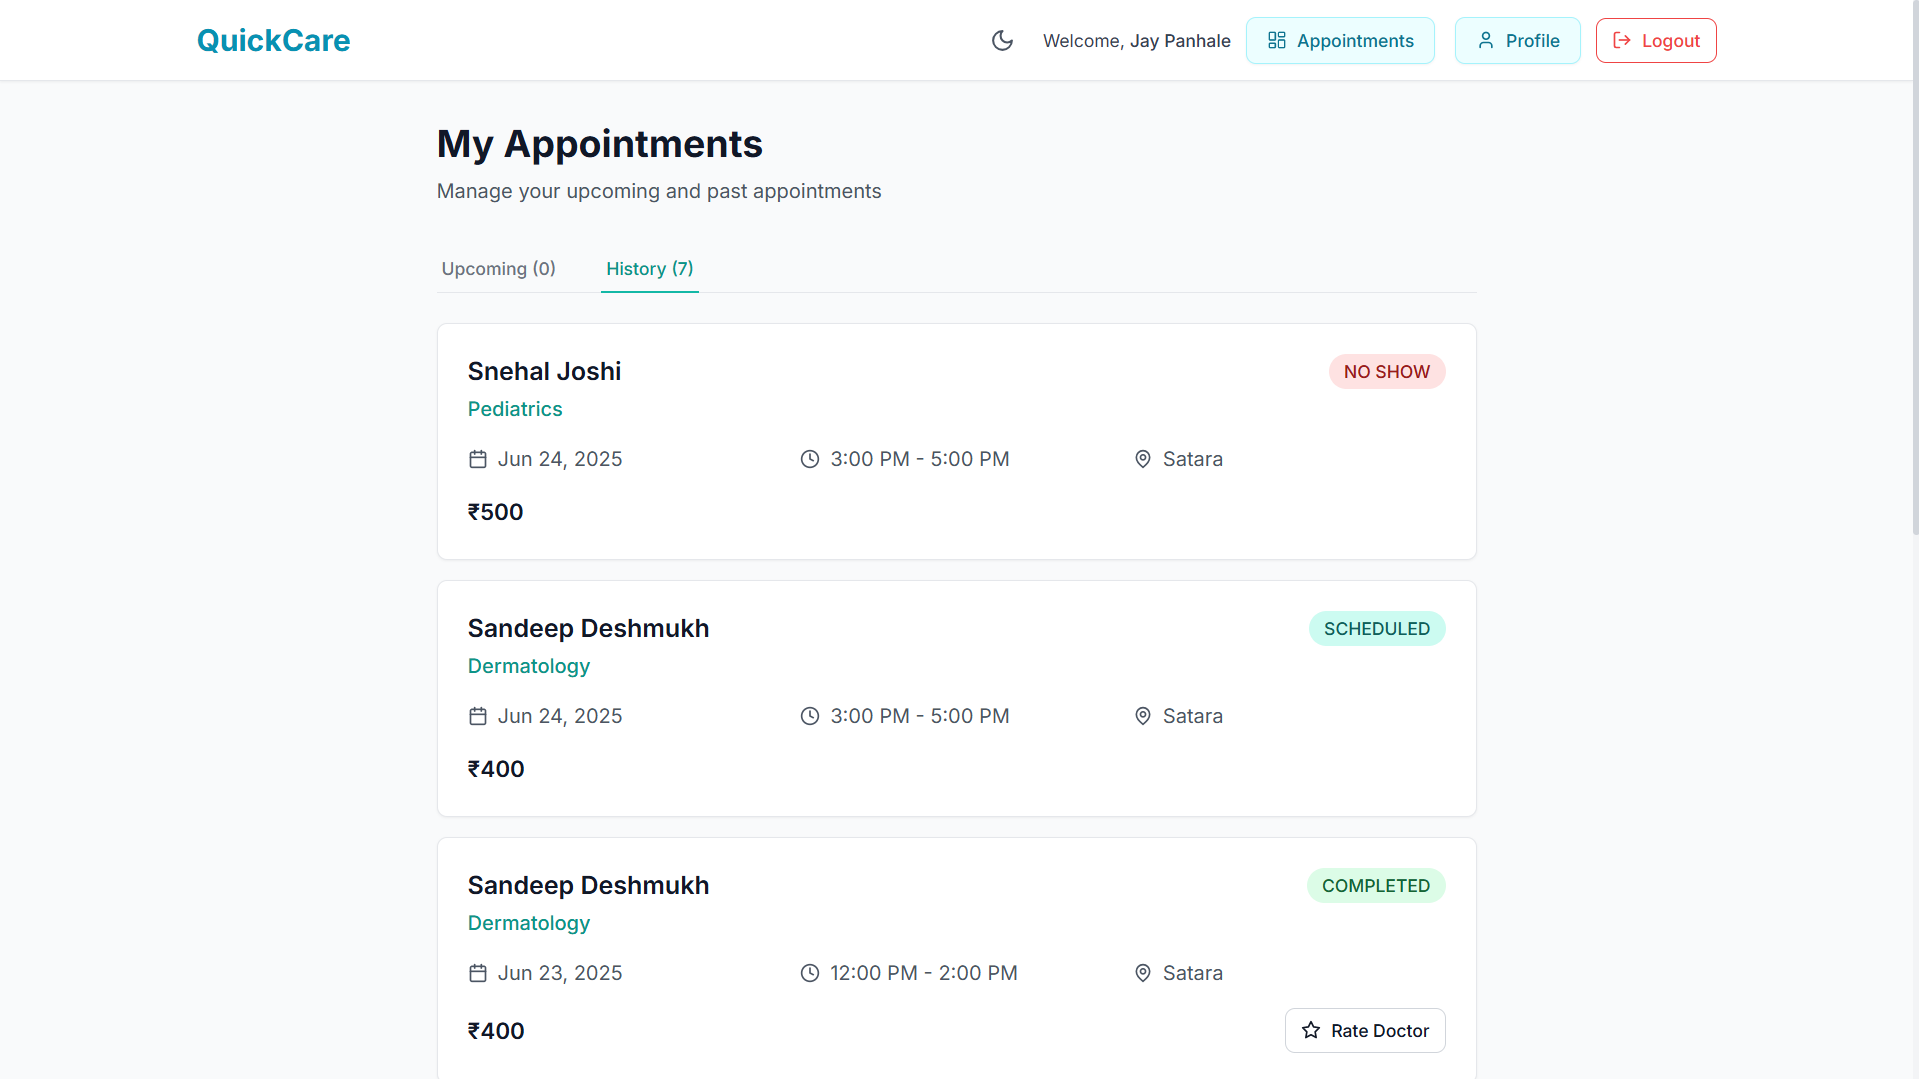 QuickCare
Welcome, Jay Panhale
Appointments
Profile
Logout
My Appointments
Manage your upcoming and past appointments
Upcoming (0)
History (7)
Snehal Joshi
NO SHOW
Pediatrics
Jun 24, 2025
3:00 PM - 5:00 PM
Satara
₹500
Sandeep Deshmukh
SCHEDULED
Dermatology
Jun 24, 2025
3:00 PM - 5:00 PM
Satara
₹400
Sandeep Deshmukh
COMPLETED
Dermatology
Jun 23, 2025
12:00 PM - 2:00 PM
Satara
₹400
Rate Doctor